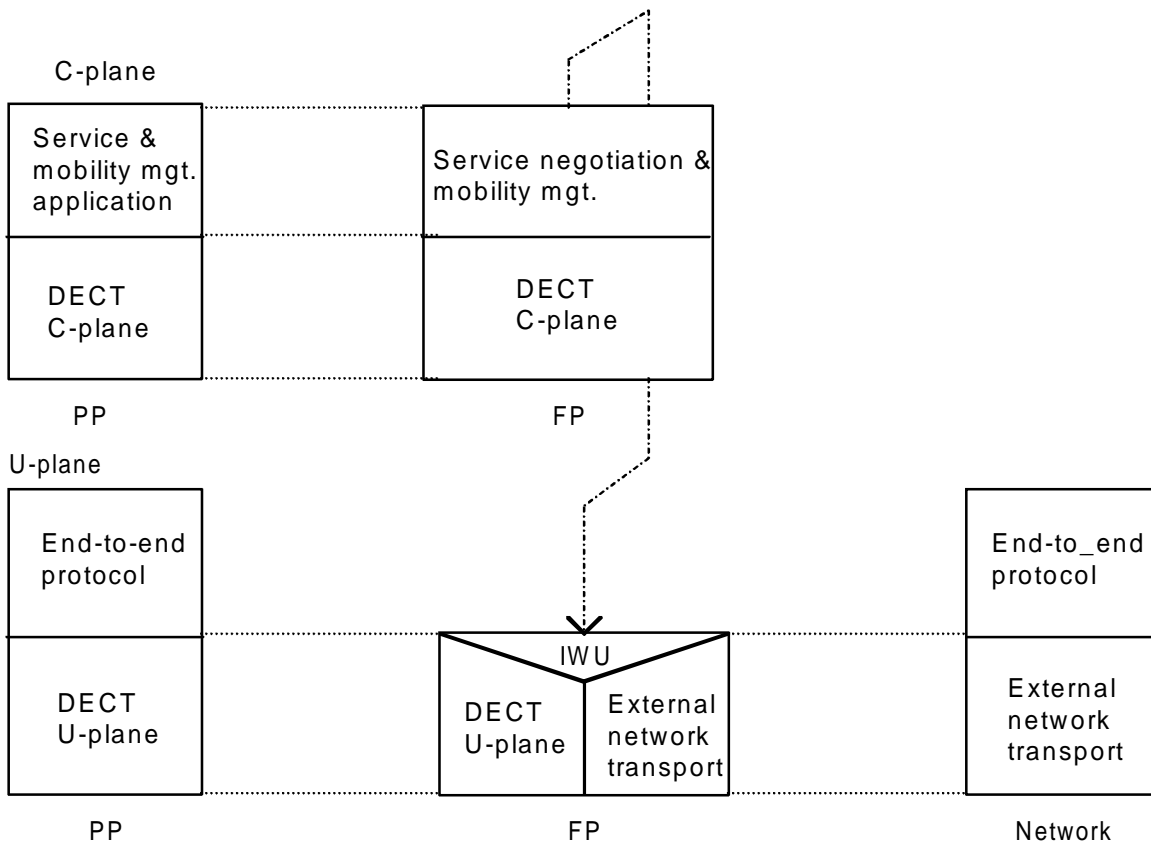 C-plane
Service &
mobility mgt.
application
Service negotiation &
mobility mgt.
DECT
C-plane
DECT
C-plane
PP
FP
U-plane
End-to-end
protocol
End-to_end
protocol
IWU
DECT
U-plane
DECT
U-plane
External
network
transport
External
network
transport
PP
FP
Network